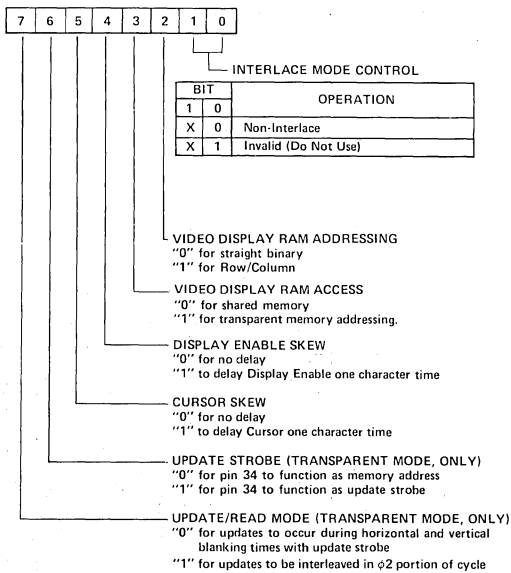 7 6 5 4 3 2 1 0
INTERLACE MODE CONTROL
BIT OPERATION
1 0
X 0 Non-Interlace
X 1 Invalid (Do Not Use)
VIDEO DISPLAY RAM ADDRESSING
"0" for straight binary
"1" for Row/Column
VIDEO DISPLAY RAM ACCESS
"0" for shared memory
"1" for transparent memory addressing.
DISPLAY ENABLE SKEW
"0" for no delay
"1" to delay Display Enable one character time
CURSOR SKEW
"0" for no delay
"1" to delay Cursor one character time
UPDATE STROBE (TRANSPARENT MODE, ONLY)
"0" for pin 34 to function as memory address
"1" for pin 34 to function as update strobe
UPDATE/READ MODE (TRANSPARENT MODE, ONLY)
"0" for updates to occur during horizontal and vertical
blanking times with update strobe
"1" for updates to be interleaved in ϕ2 portion of cycle